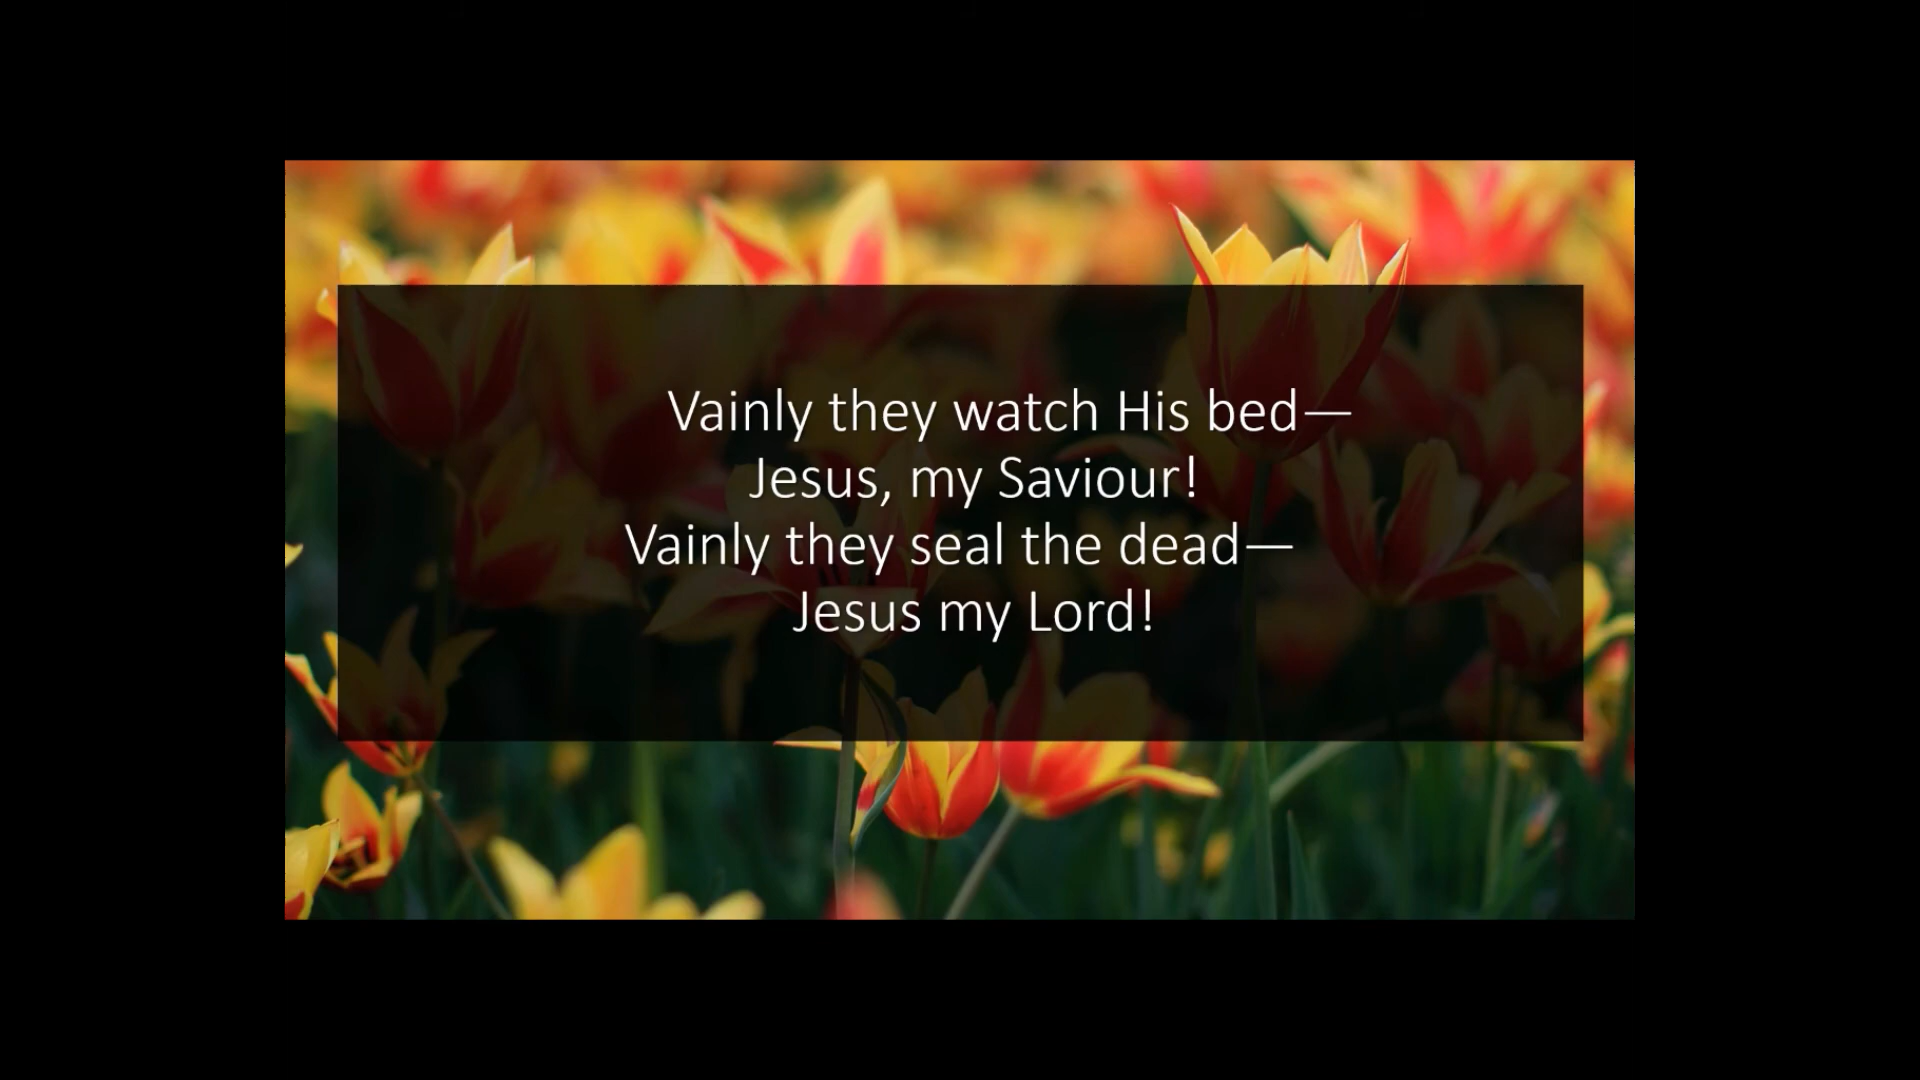 Vainly they watch His bed—
Jesus, my Saviour!
Vainly they seal the dead—
Jesus my Lord!